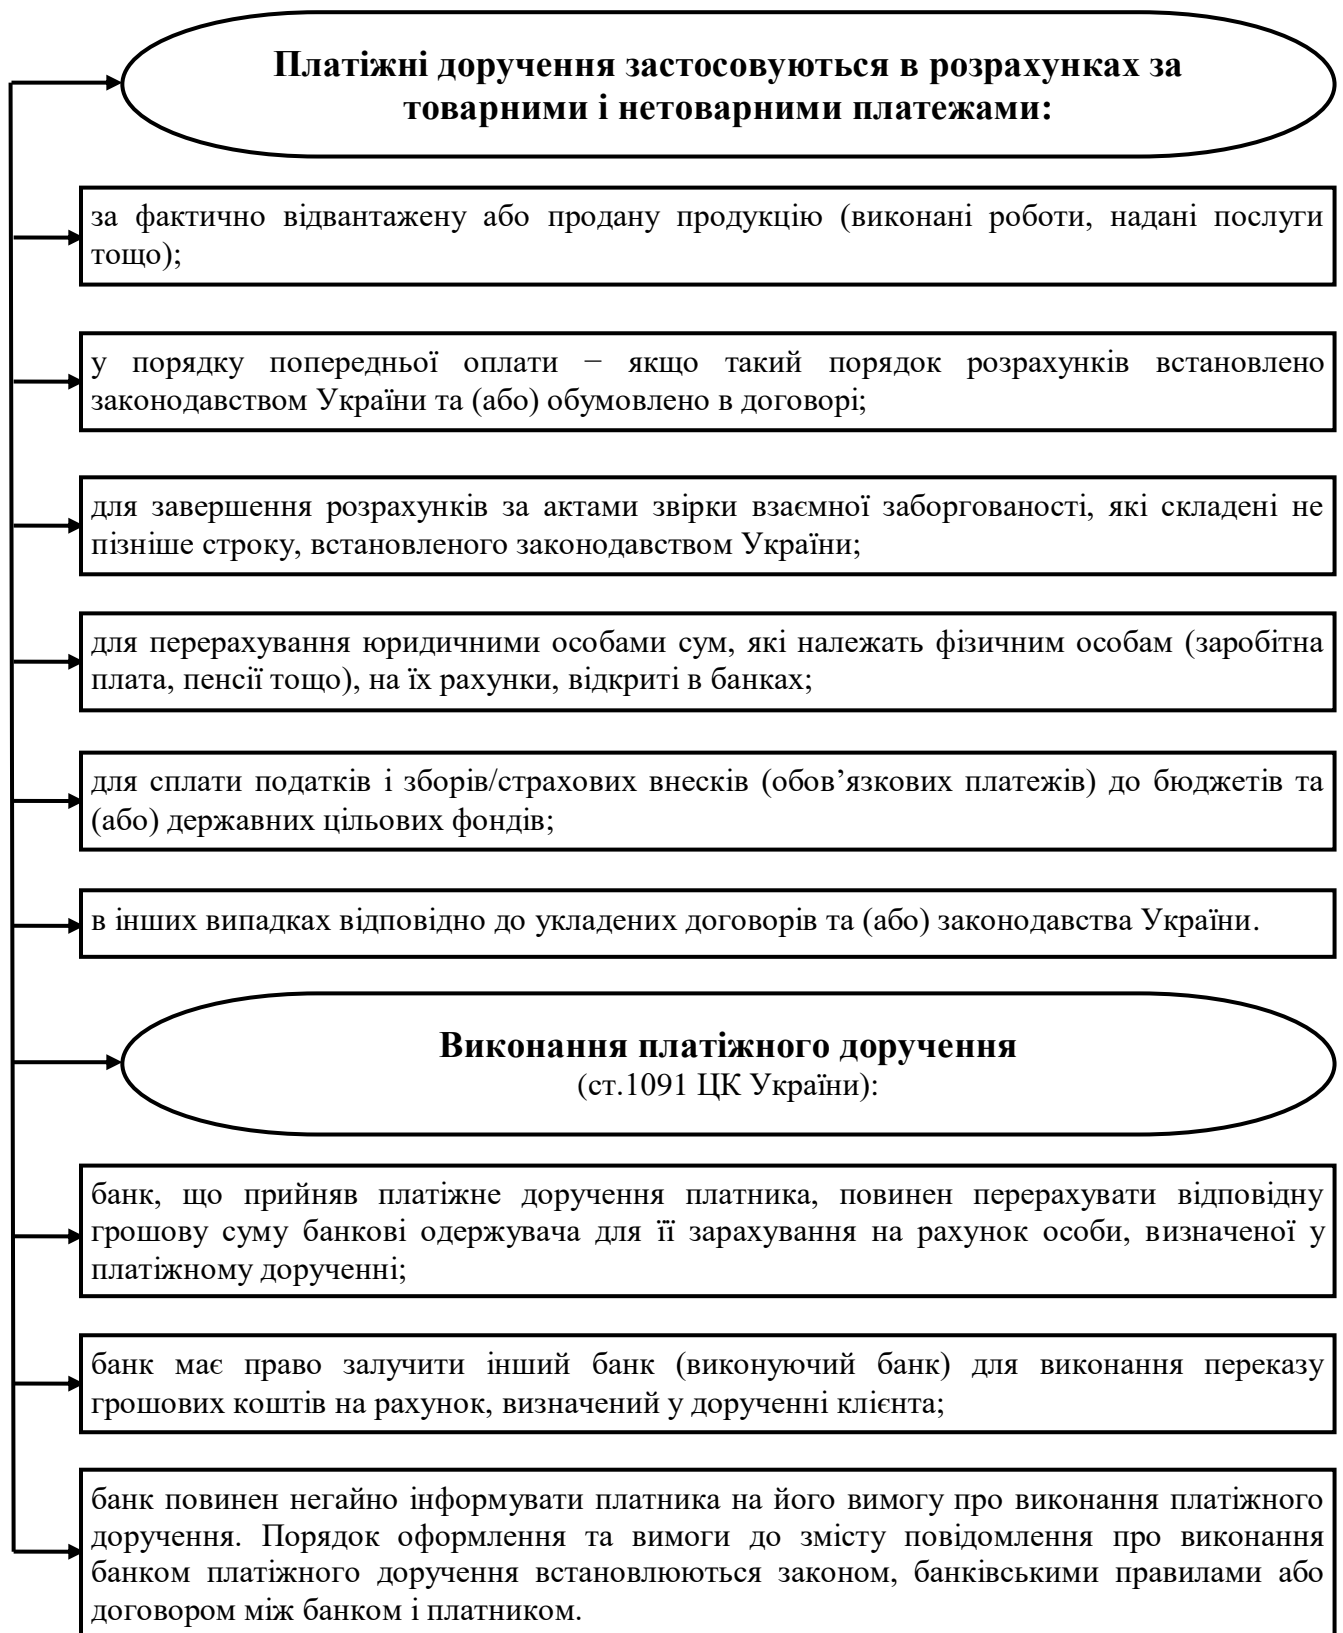 Платіжні доручення застосовуються в розрахунках за
товарними і нетоварними платежами:
за фактично відвантажену або продану продукцію (виконані роботи, надані послуги
тощо);
у порядку попередньої оплати − якщо такий порядок розрахунків встановлено
законодавством України та (або) обумовлено в договорі;
для завершення розрахунків за актами звірки взаємної заборгованості, які складені не
пізніше строку, встановленого законодавством України;
для перерахування юридичними особами сум, які належать фізичним особам (заробітна
плата, пенсії тощо), на їх рахунки, відкриті в банках;
для сплати податків і зборів/страхових внесків (обов’язкових платежів) до бюджетів та
(або) державних цільових фондів;
в інших випадках відповідно до укладених договорів та (або) законодавства України.
Виконання платіжного доручення
(ст.1091 ЦК України):
банк, що прийняв платіжне доручення платника, повинен перерахувати відповідну
грошову суму банкові одержувача для її зарахування на рахунок особи, визначеної у
платіжному дорученні;
банк має право залучити інший банк (виконуючий банк) для виконання переказу
грошових коштів на рахунок, визначений у дорученні клієнта;
банк повинен негайно інформувати платника на його вимогу про виконання платіжного
доручення. Порядок оформлення та вимоги до змісту повідомлення про виконання
банком платіжного доручення встановлюються законом, банківськими правилами або
договором між банком і платником.